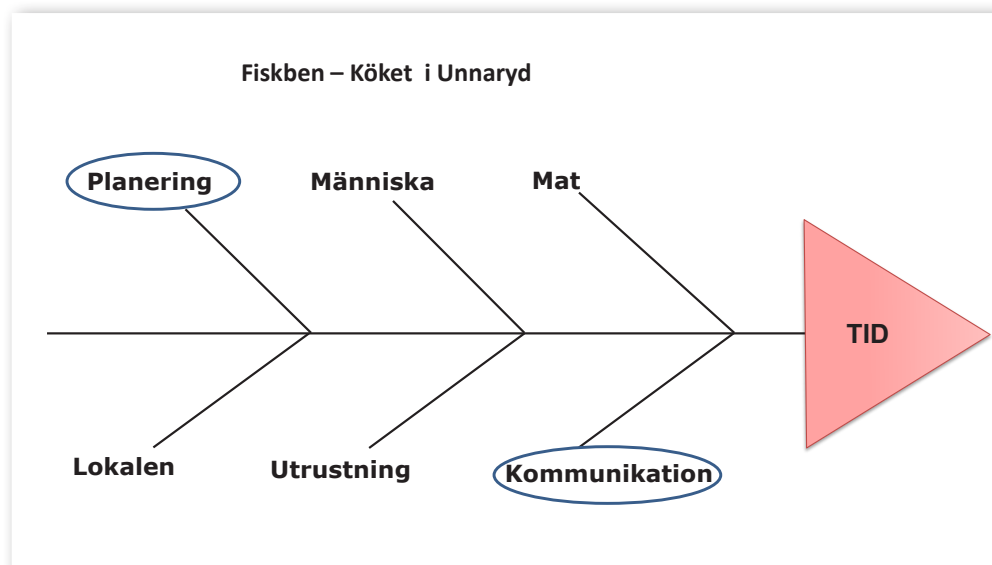 Fiskben – Köket i Unnaryd
Planering
Människa
Mat
TID
Lokalen
Utrustning
Kommunikation